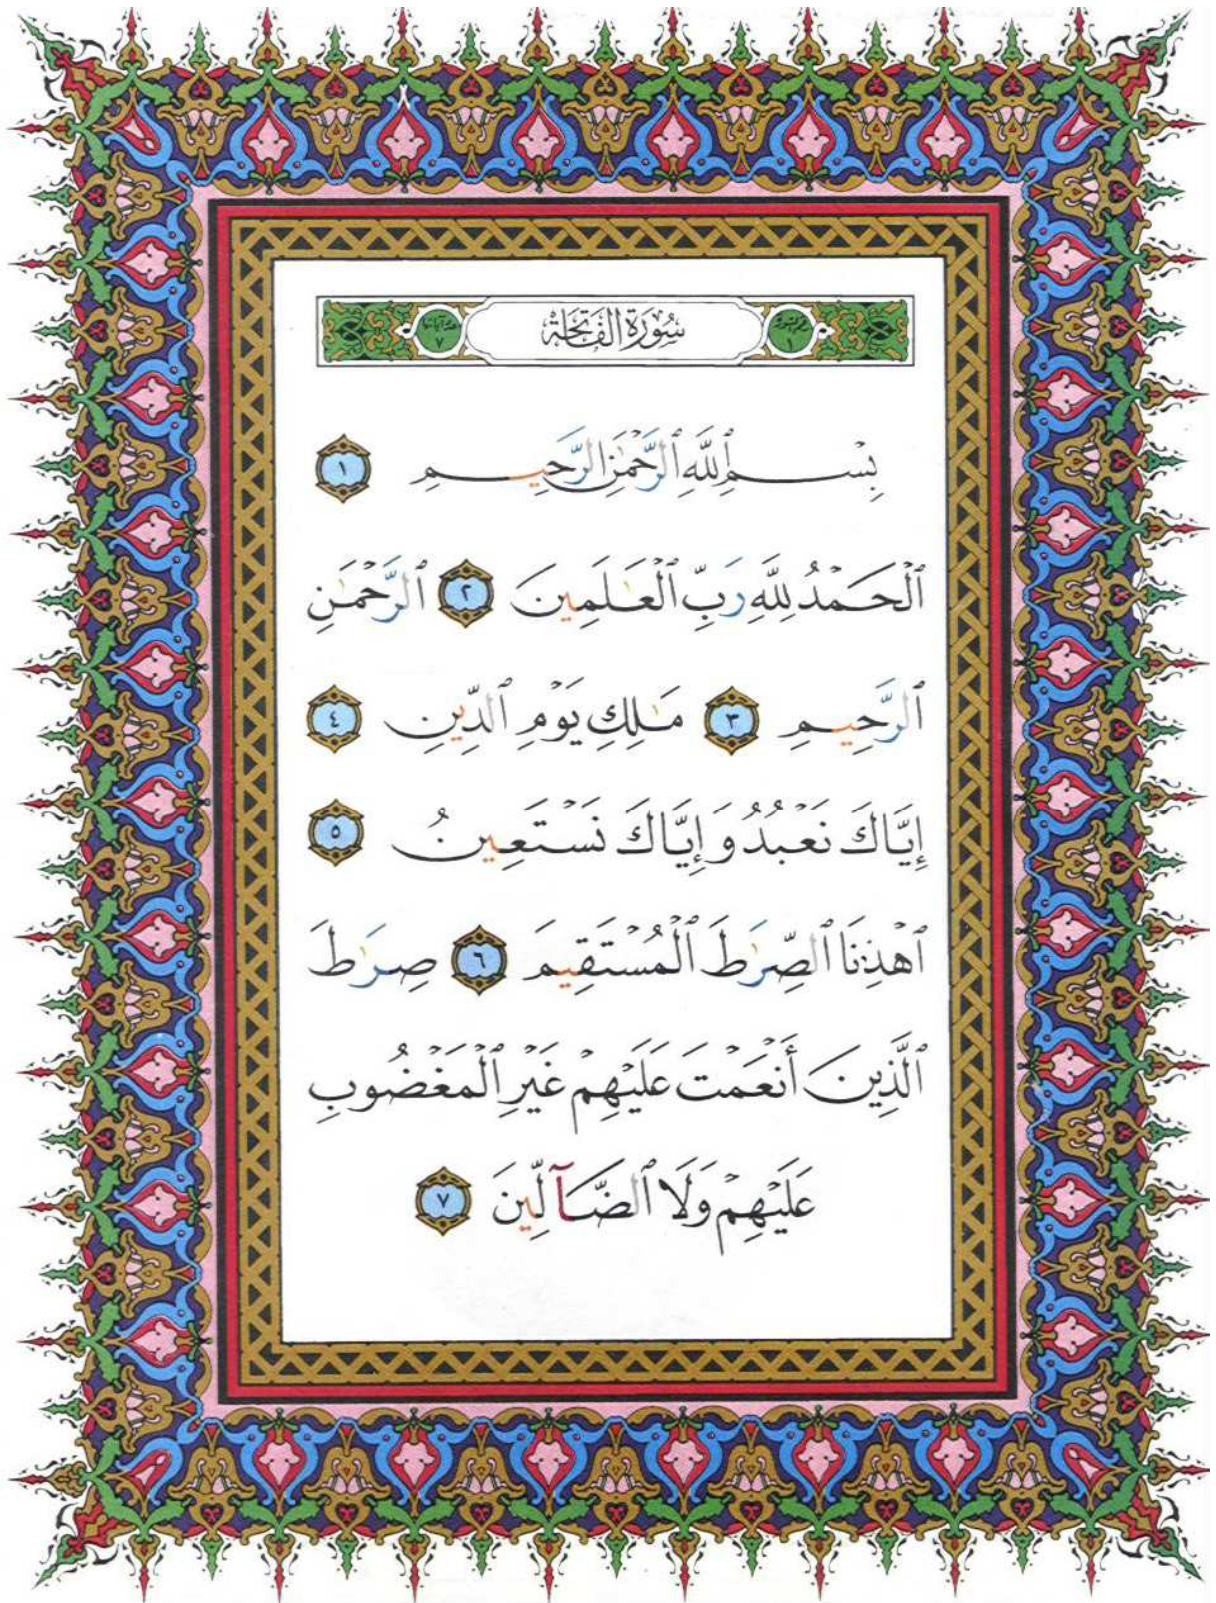 سُورَةُ الفَاتِحَةِ
بِسْمِ ٱللَّهِ ٱلرَّحْمَٰنِ ٱلرَّحِيمِ ١
ٱلْحَمْدُ لِلَّهِ رَبِّ ٱلْعَٰلَمِينَ ٢ ٱلرَّحْمَٰنِ
ٱلرَّحِيمِ ٣ مَٰلِكِ يَوْمِ ٱلدِّينِ ٤
إِيَّاكَ نَعْبُدُ وَإِيَّاكَ نَسْتَعِينُ ٥
ٱهْدِنَا ٱلصِّرَٰطَ ٱلْمُسْتَقِيمَ ٦ صِرَٰطَ
ٱلَّذِينَ أَنْعَمْتَ عَلَيْهِمْ غَيْرِ ٱلْمَغْضُوبِ
عَلَيْهِمْ وَلَا ٱلضَّآلِّينَ ٧